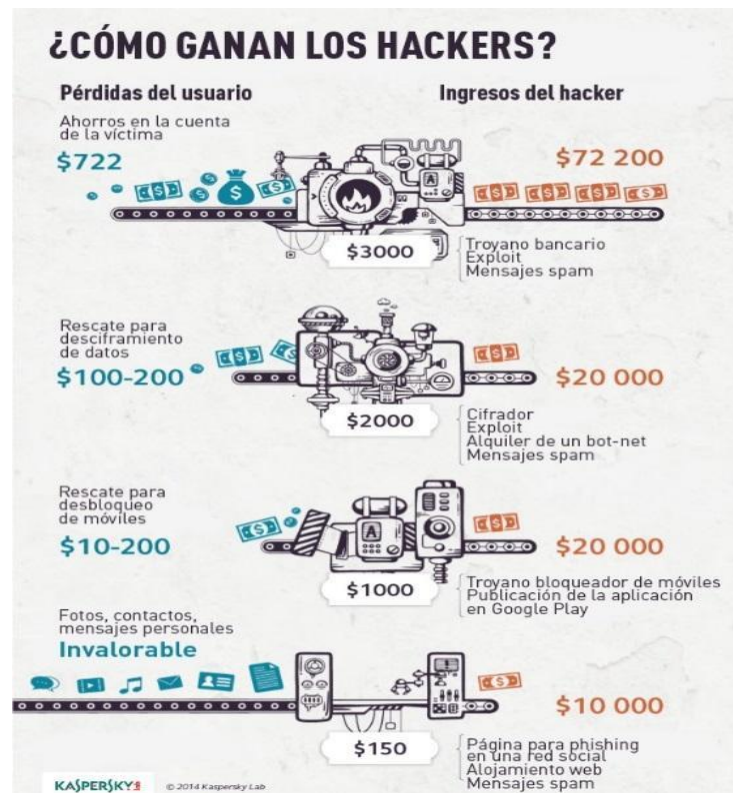 ¿CÓMO GANAN LOS HACKERS?
Pérdidas del usuario
Ingresos del hacker
Ahorros en la cuenta
de la víctima
$722
$72 200
$3000
Troyano bancario
Exploit
Mensajes spam
Rescate para
desciframiento
de datos
$100-200
$20 000
$2000
Cifrador
Exploit
Alquiler de un bot-net
Mensajes spam
Rescate para
desbloqueo
de móviles
$10-200
$20 000
$1000
Troyano bloqueador de móviles
Publicación de la aplicación
en Google Play
Fotos, contactos,
mensajes personales
Invalorable
$10 000
$150
Página para phishing
en una red social
Alojamiento web
Mensajes spam
KASPERSKY
© 2014 Kaspersky Lab